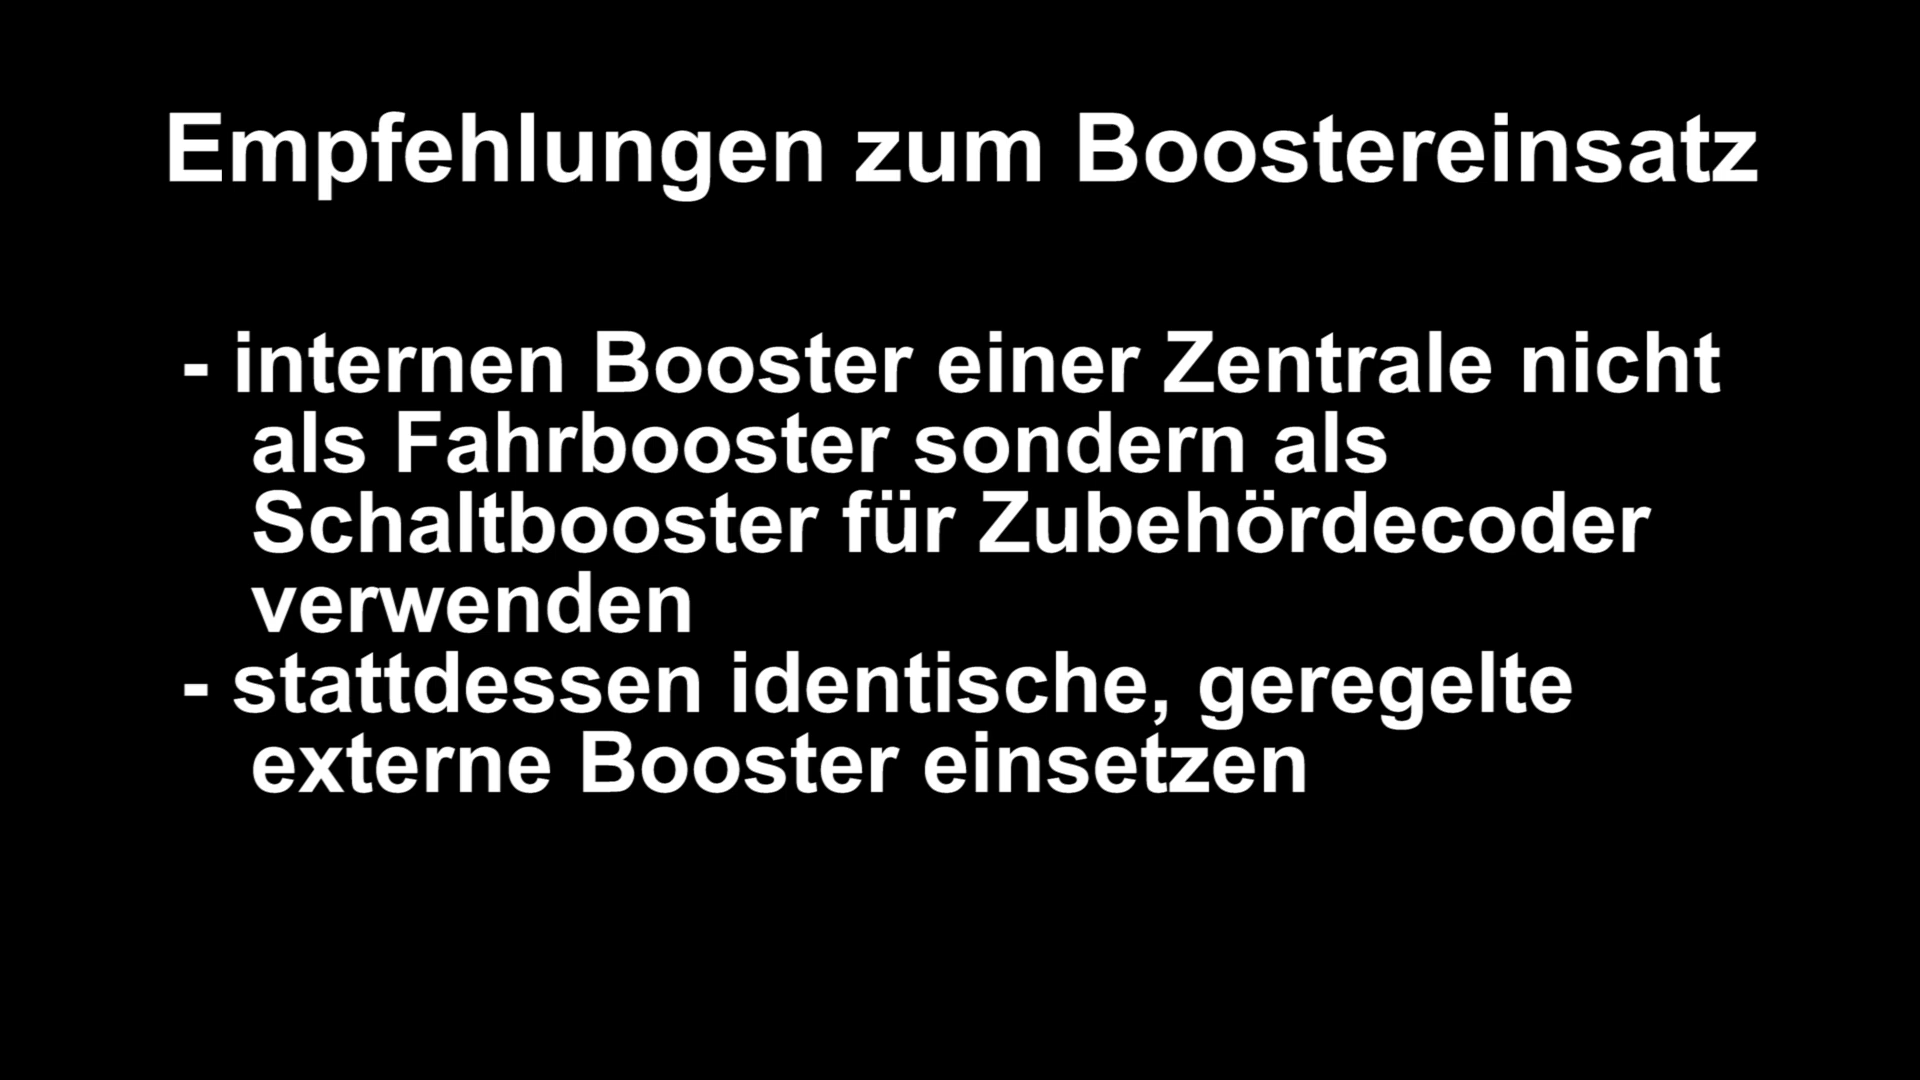 Empfehlungen zum Boostereinsatz
- internen Booster einer Zentrale nicht
als Fahrbooster sondern als
Schaltbooster für Zubehördecoder
verwenden
- stattdessen identische, geregelte
externe Booster einsetzen